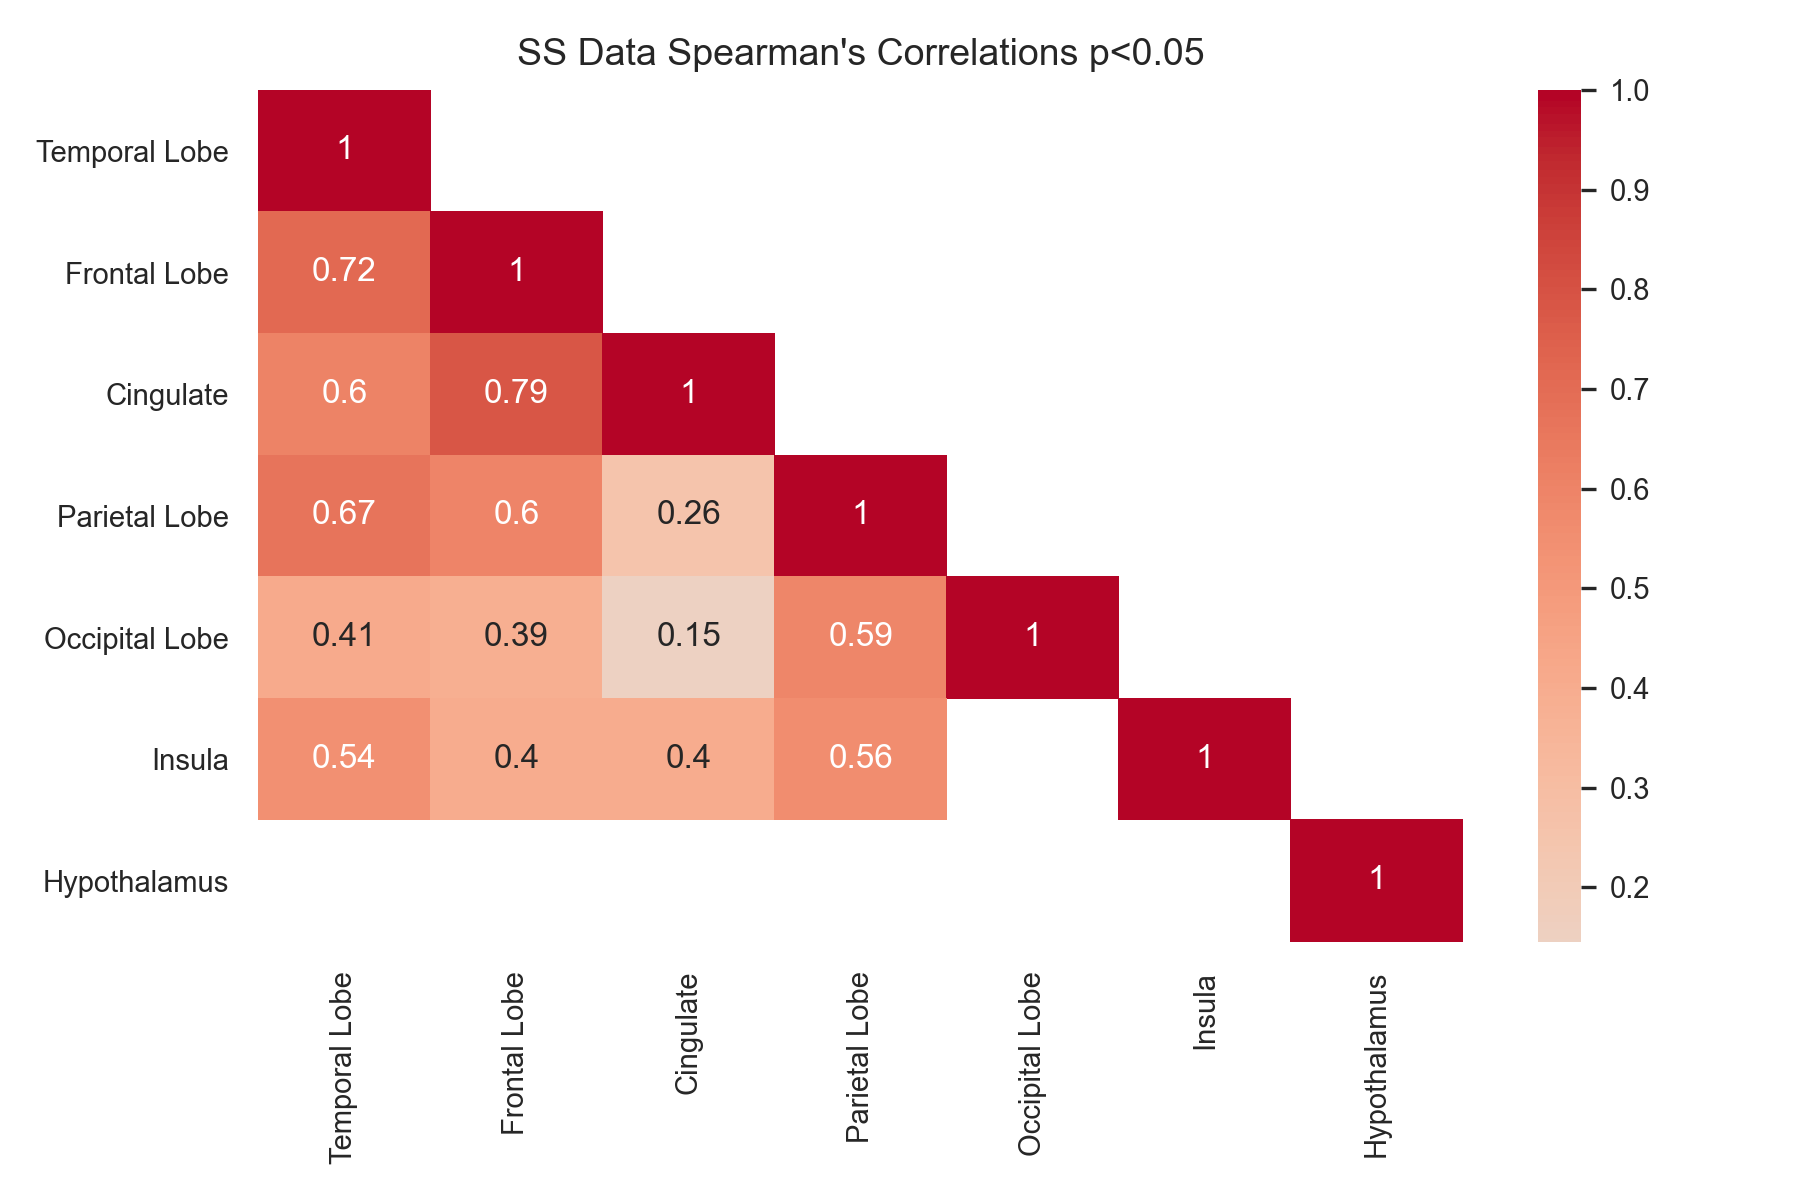 SS Data Spearman's Correlations p<0.05
Temporal Lobe 1
Frontal Lobe 0.72 1
Cingulate 0.6 0.79 1
Parietal Lobe 0.67 0.6 0.26 1
Occipital Lobe 0.41 0.39 0.15 0.59 1
Insula 0.54 0.4 0.4 0.56 1
Hypothalamus 1
Temporal Lobe
Frontal Lobe
Cingulate
Parietal Lobe
Occipital Lobe
Insula
Hypothalamus
1.0
0.9
0.8
0.7
0.6
0.5
0.4
0.3
0.2